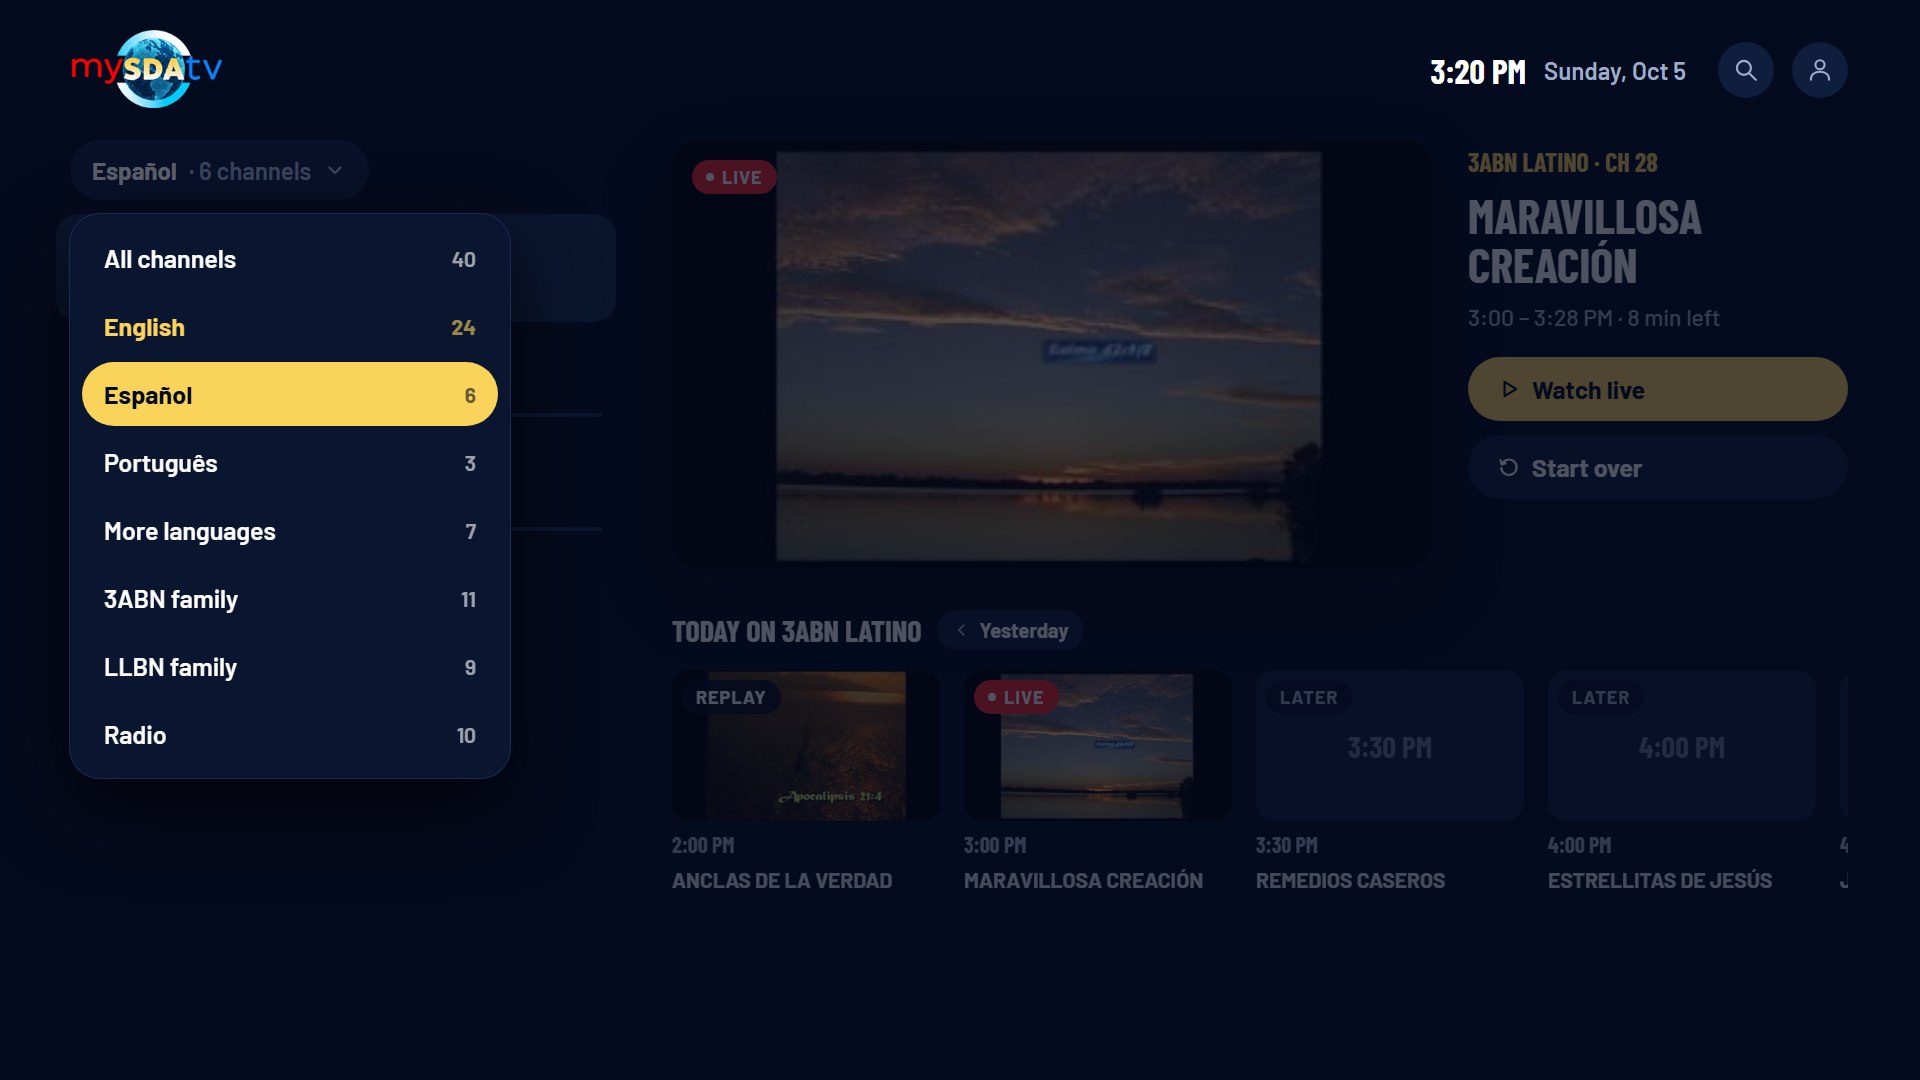 mySDAtv
3:20 PM Sunday, Oct 5
Español · 6 channels
All channels 40
English 24
Español 6
Português 3
More languages 7
3ABN family 11
LLBN family 9
Radio 10
LIVE
3ABN LATINO · CH 28
MARAVILLOSA
CREACIÓN
3:00 – 3:28 PM · 8 min left
Watch live
Start over
TODAY ON 3ABN LATINO
Yesterday
REPLAY
Apocalipsis 21:4
2:00 PM
ANCLAS DE LA VERDAD
LIVE
3:00 PM
MARAVILLOSA CREACIÓN
LATER
3:30 PM
3:30 PM
REMEDIOS CASEROS
LATER
4:00 PM
4:00 PM
ESTRELLITAS DE JESÚS